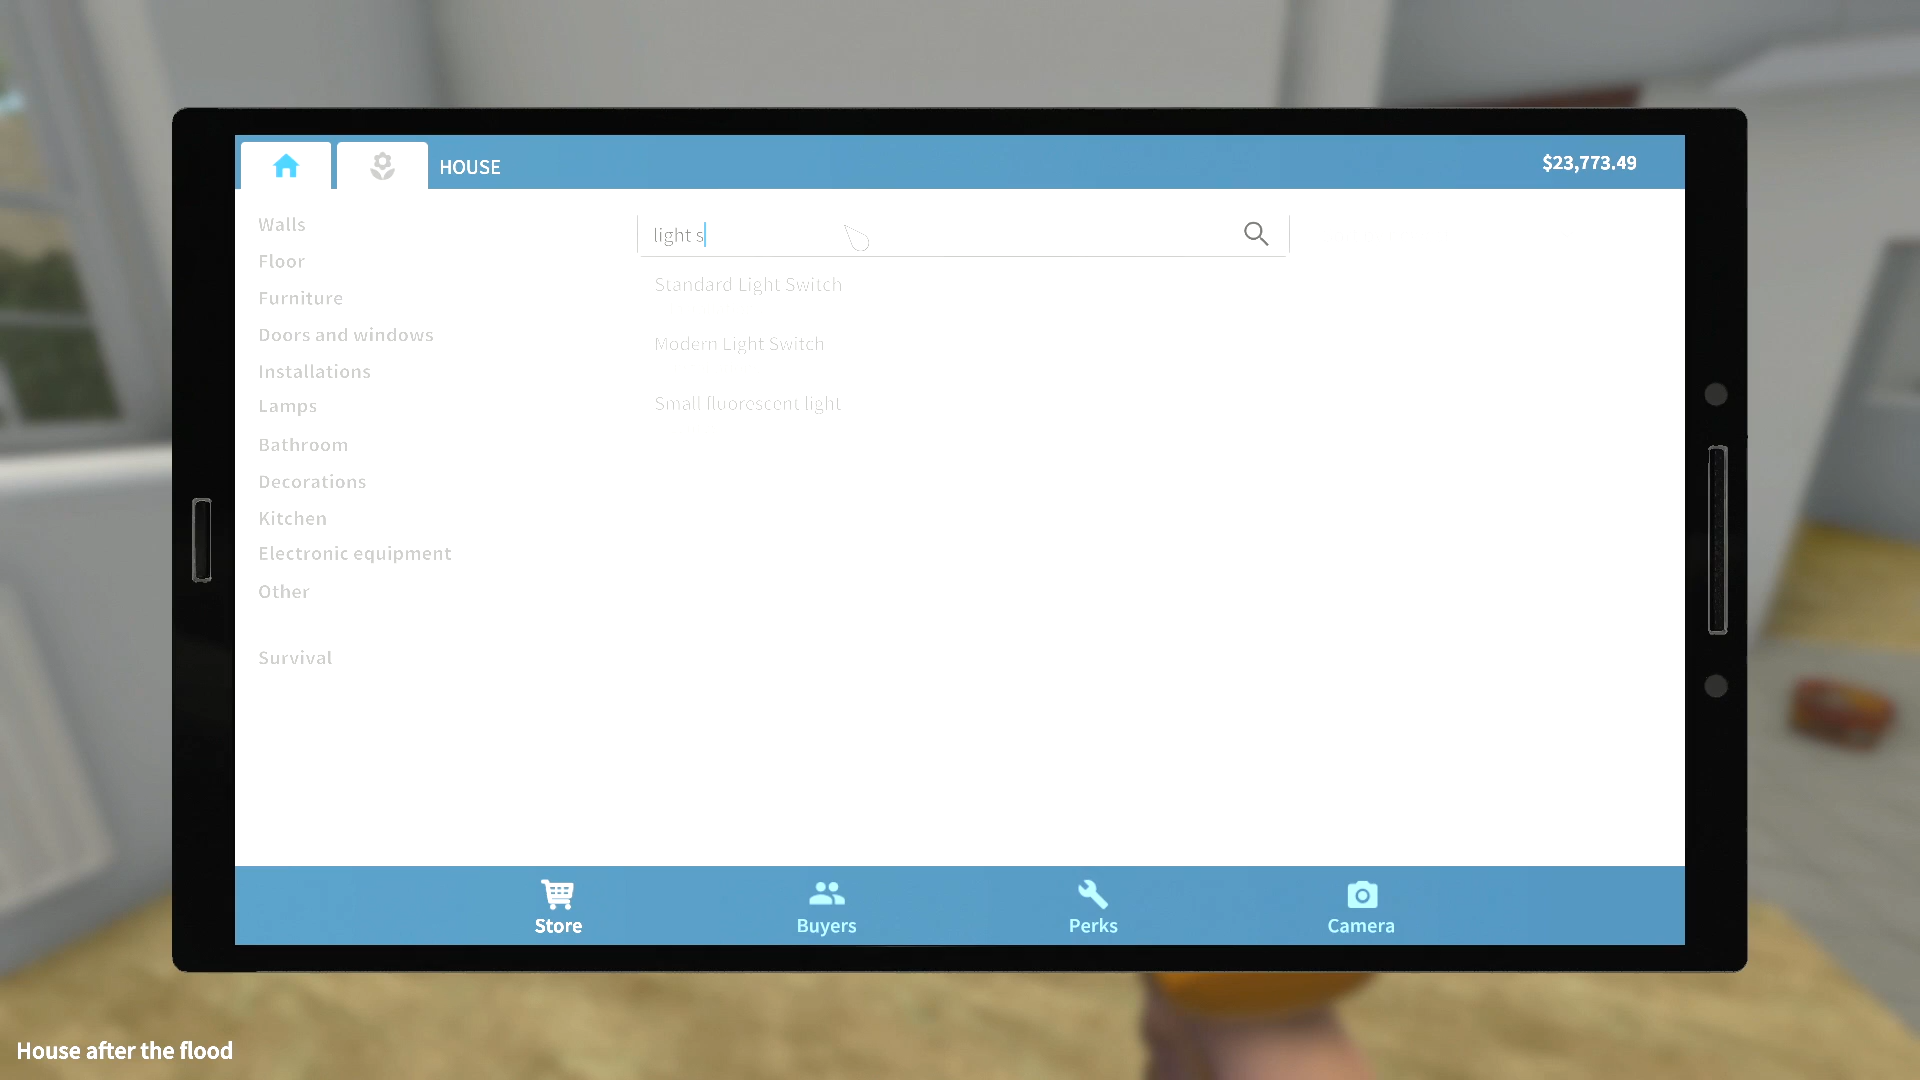 HOUSE
$23,773.49
Walls
Floor
Furniture
Doors and windows
Installations
Lamps
Bathroom
Decorations
Kitchen
Electronic equipment
Other
Survival
light s
Standard Light Switch
Modern Light Switch
Small fluorescent light
Store
Buyers
Perks
Camera
House after the flood